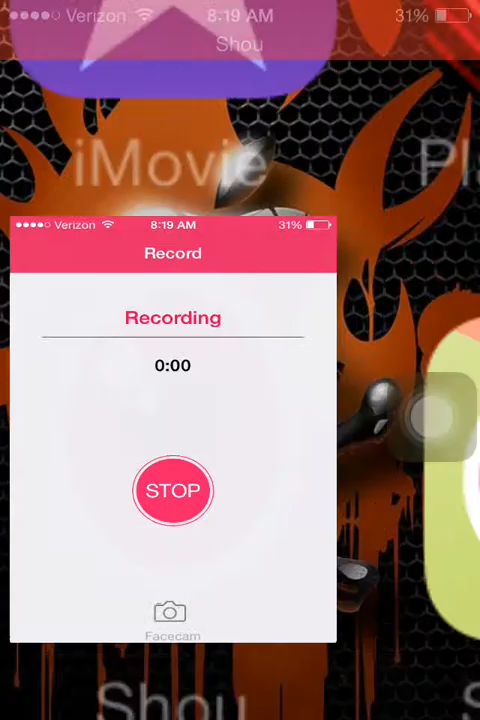 Verizon 8:19 AM 31%
Shou
iMovie
Verizon 8:19 AM 31%
Record
Recording
0:00
STOP
Facecam
Shou